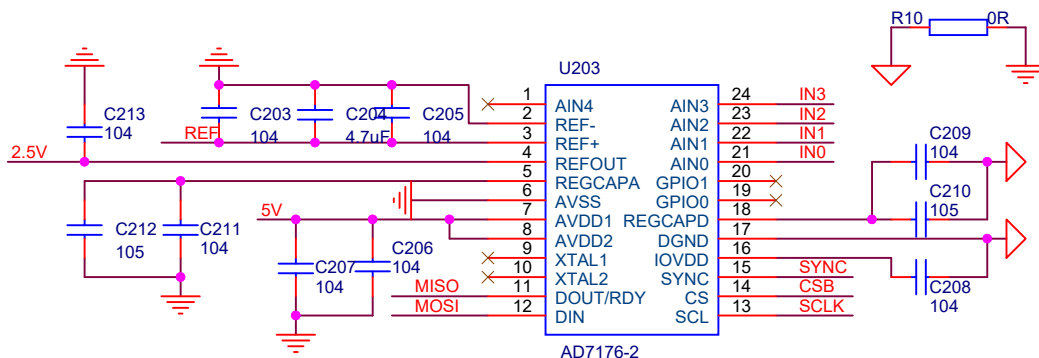 R10 0R
U203
1 AIN4 AIN3 24 IN3
2 REF- AIN2 23 IN2
3 REF+ AIN1 22 IN1
4 REFOUT AIN0 21 IN0
5 REGCAPA GPIO1 20
6 AVSS GPIO0 19
7 AVDD1 REGCAPD 18
8 AVDD2 DGND 17
9 XTAL1 IOVDD 16
10 XTAL2 SYNC 15 SYNC
MISO 11 DOUT/RDY CS 14 CSB
MOSI 12 DIN SCL 13 SCLK
AD7176-2
C213
104
C203
104
C204
4.7uF
C205
104
REF
2.5V
C212
105
C211
104
5V
C207
104
C206
104
C209
104
C210
105
C208
104